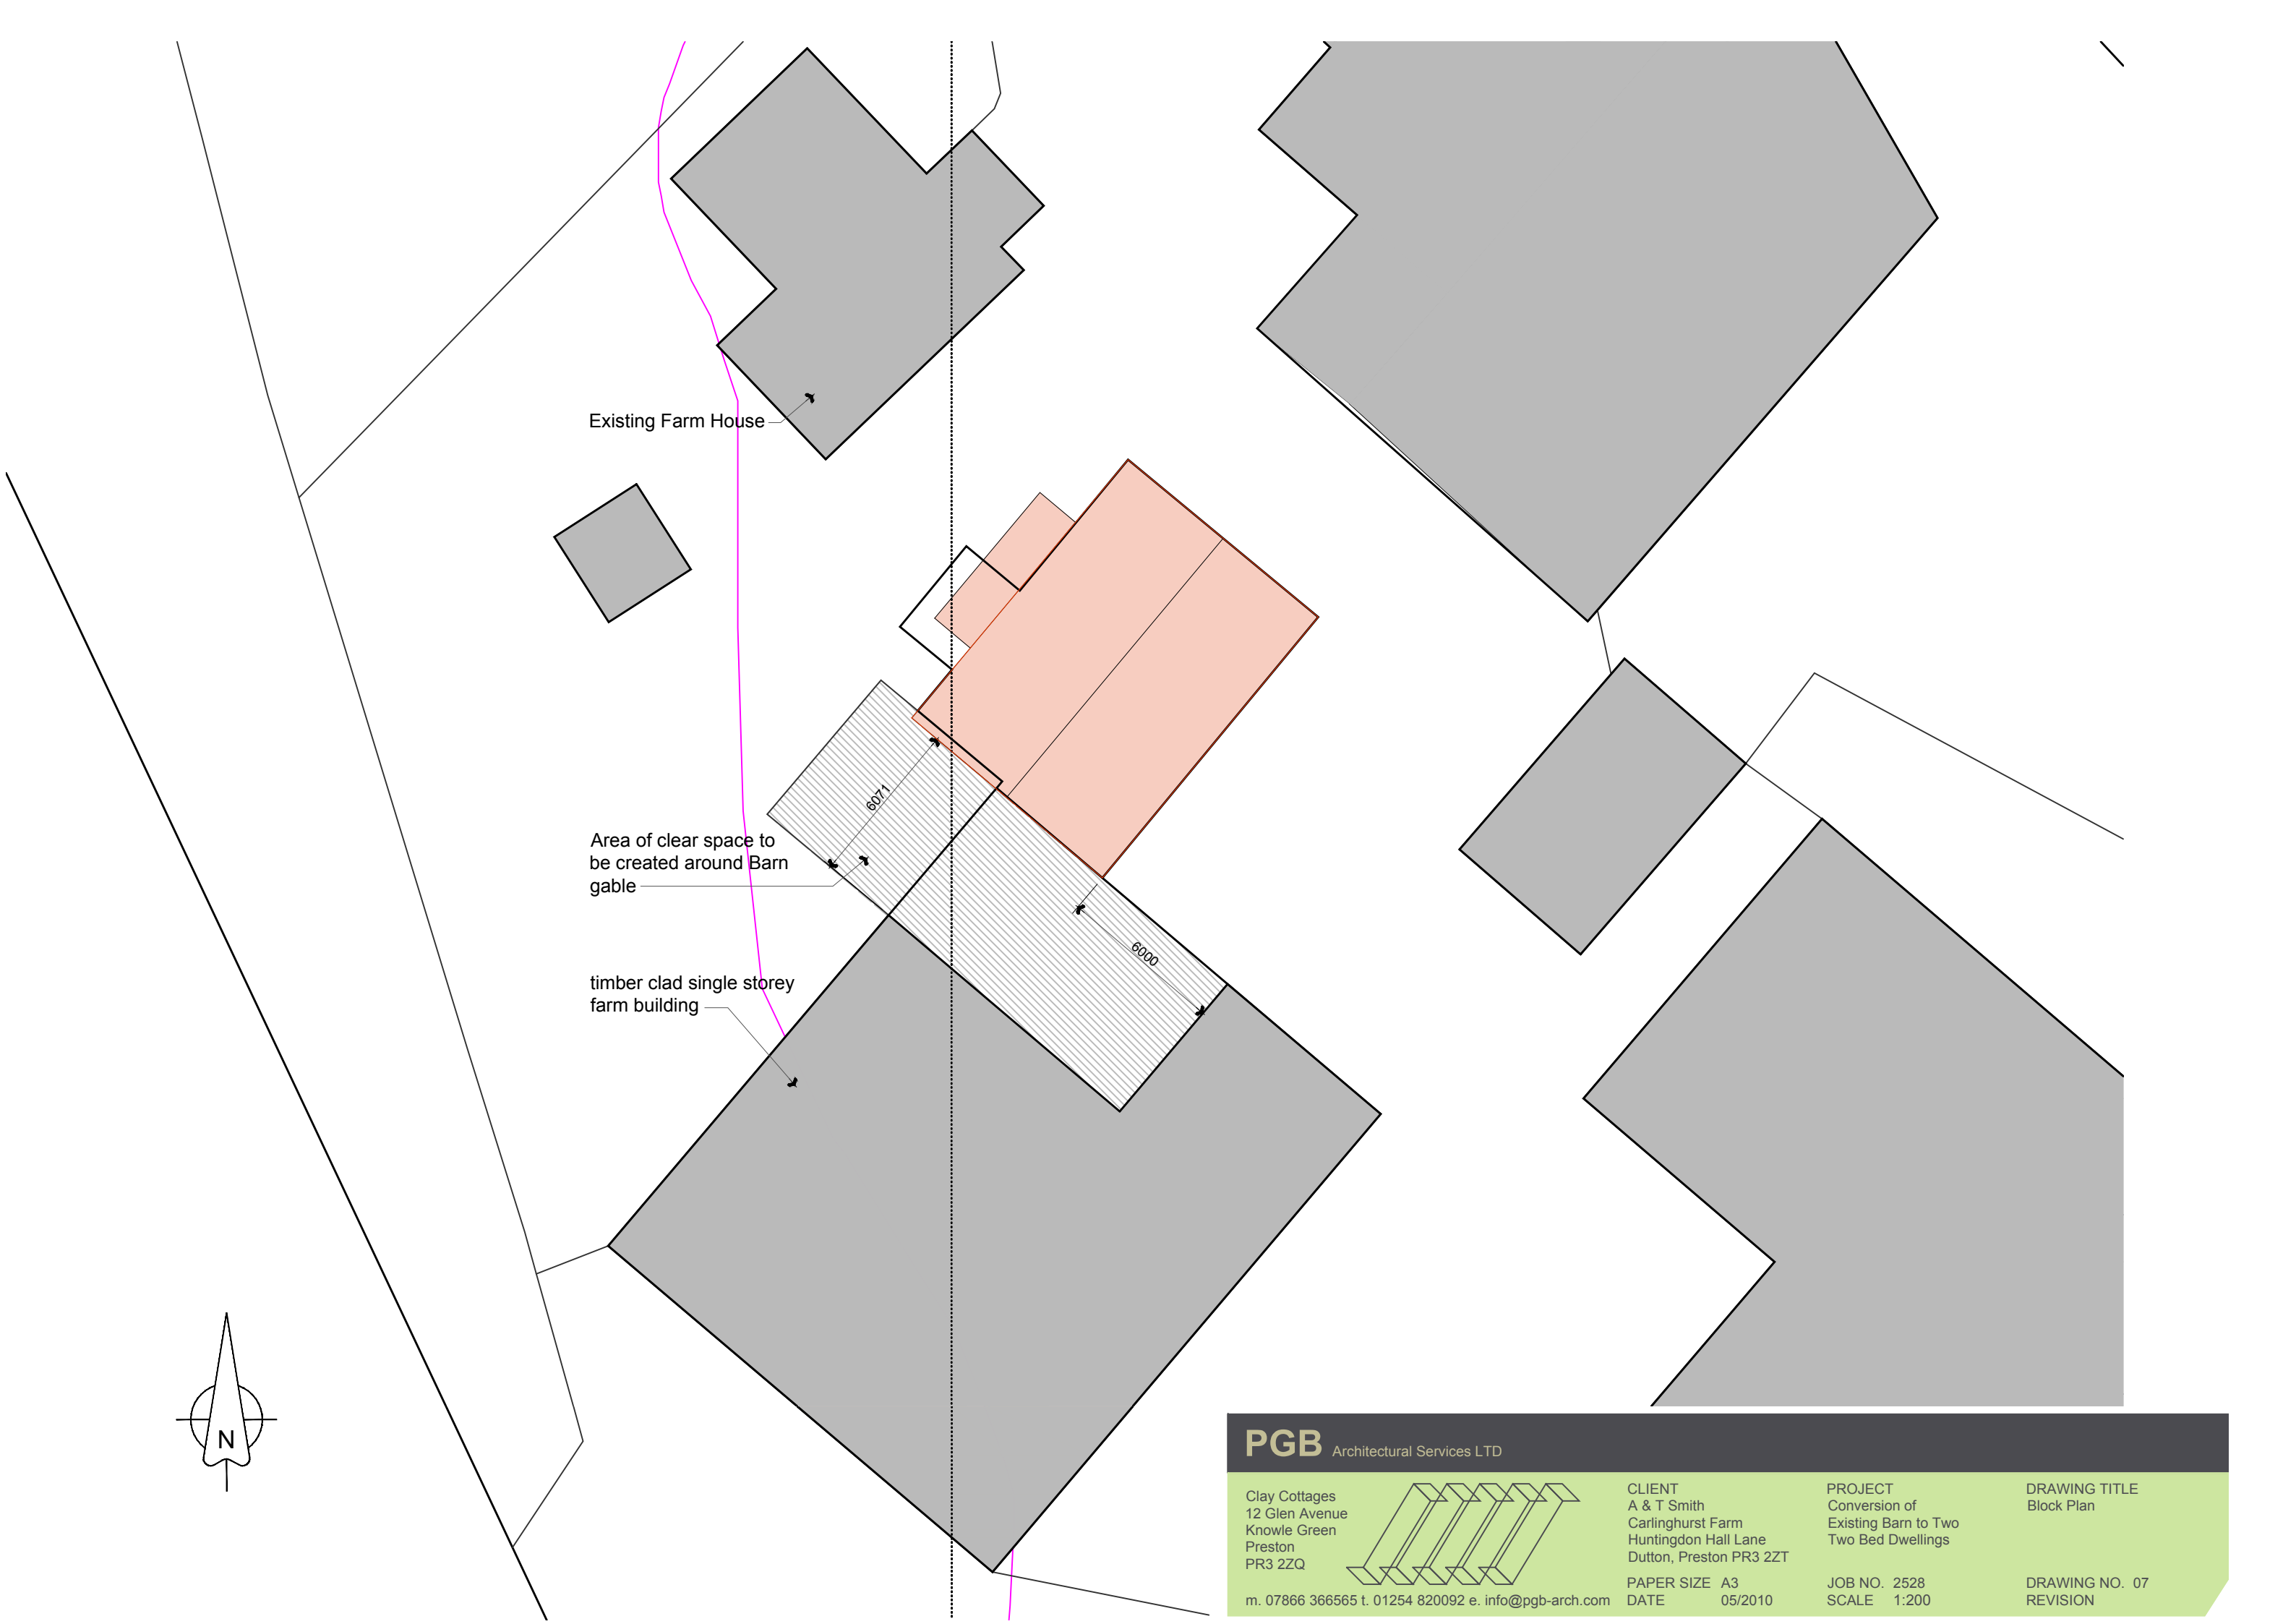 Existing Farm House
6071
Area of clear space to
be created around Barn
gable
6000
timber clad single storey
farm building
N
PGB Architectural Services LTD
Clay Cottages
12 Glen Avenue
Knowle Green
Preston
PR3 2ZQ
m. 07866 366565 t. 01254 820092 e. info@pgb-arch.com
CLIENT
A & T Smith
Carlinghurst Farm
Huntingdon Hall Lane
Dutton, Preston PR3 2ZT
PAPER SIZE A3
DATE 05/2010
PROJECT
Conversion of
Existing Barn to Two
Two Bed Dwellings
JOB NO. 2528
SCALE 1:200
DRAWING TITLE
Block Plan
DRAWING NO. 07
REVISION